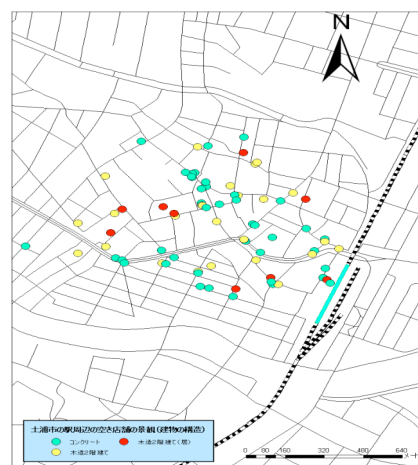 N
土浦市の駅周辺の空き店舗の景観(建物の構造)
コンクリート
木造2階建て(居)
木造2階建て
0 80 160 320 480 640